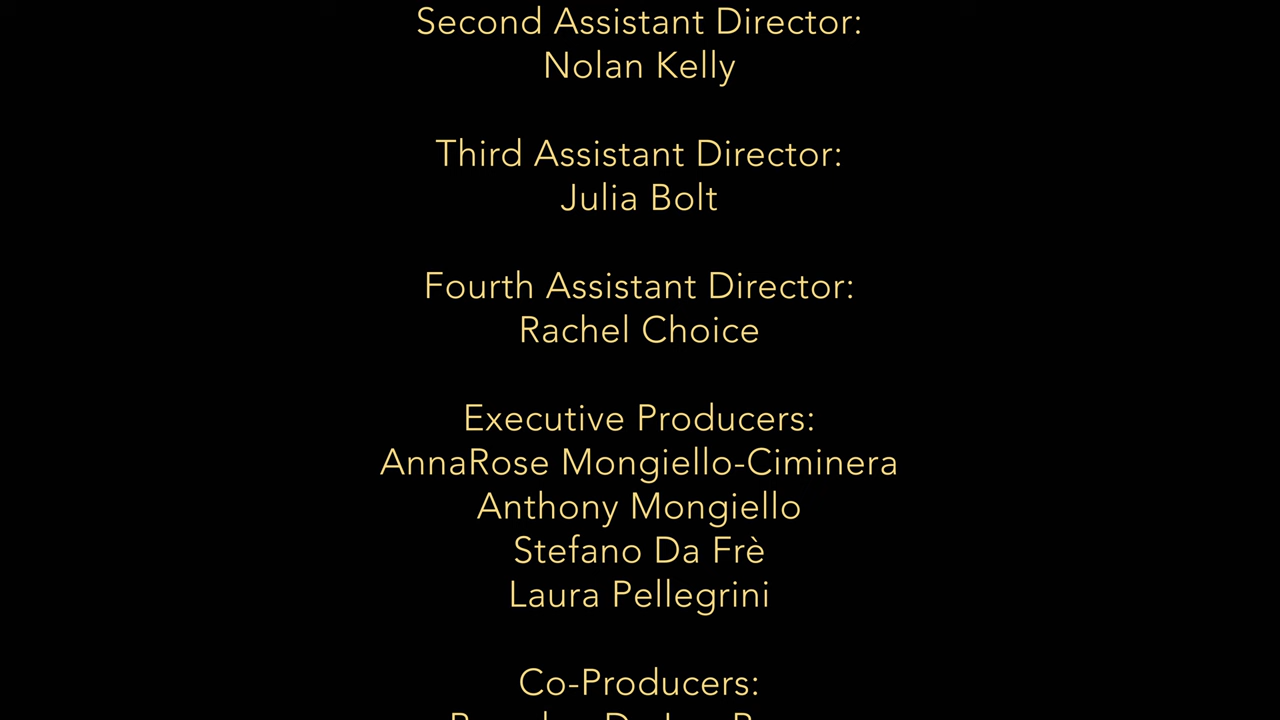 Second Assistant Director:
Nolan Kelly
Third Assistant Director:
Julia Bolt
Fourth Assistant Director:
Rachel Choice
Executive Producers:
AnnaRose Mongiello-Ciminera
Anthony Mongiello
Stefano Da Frè
Laura Pellegrini
Co-Producers: